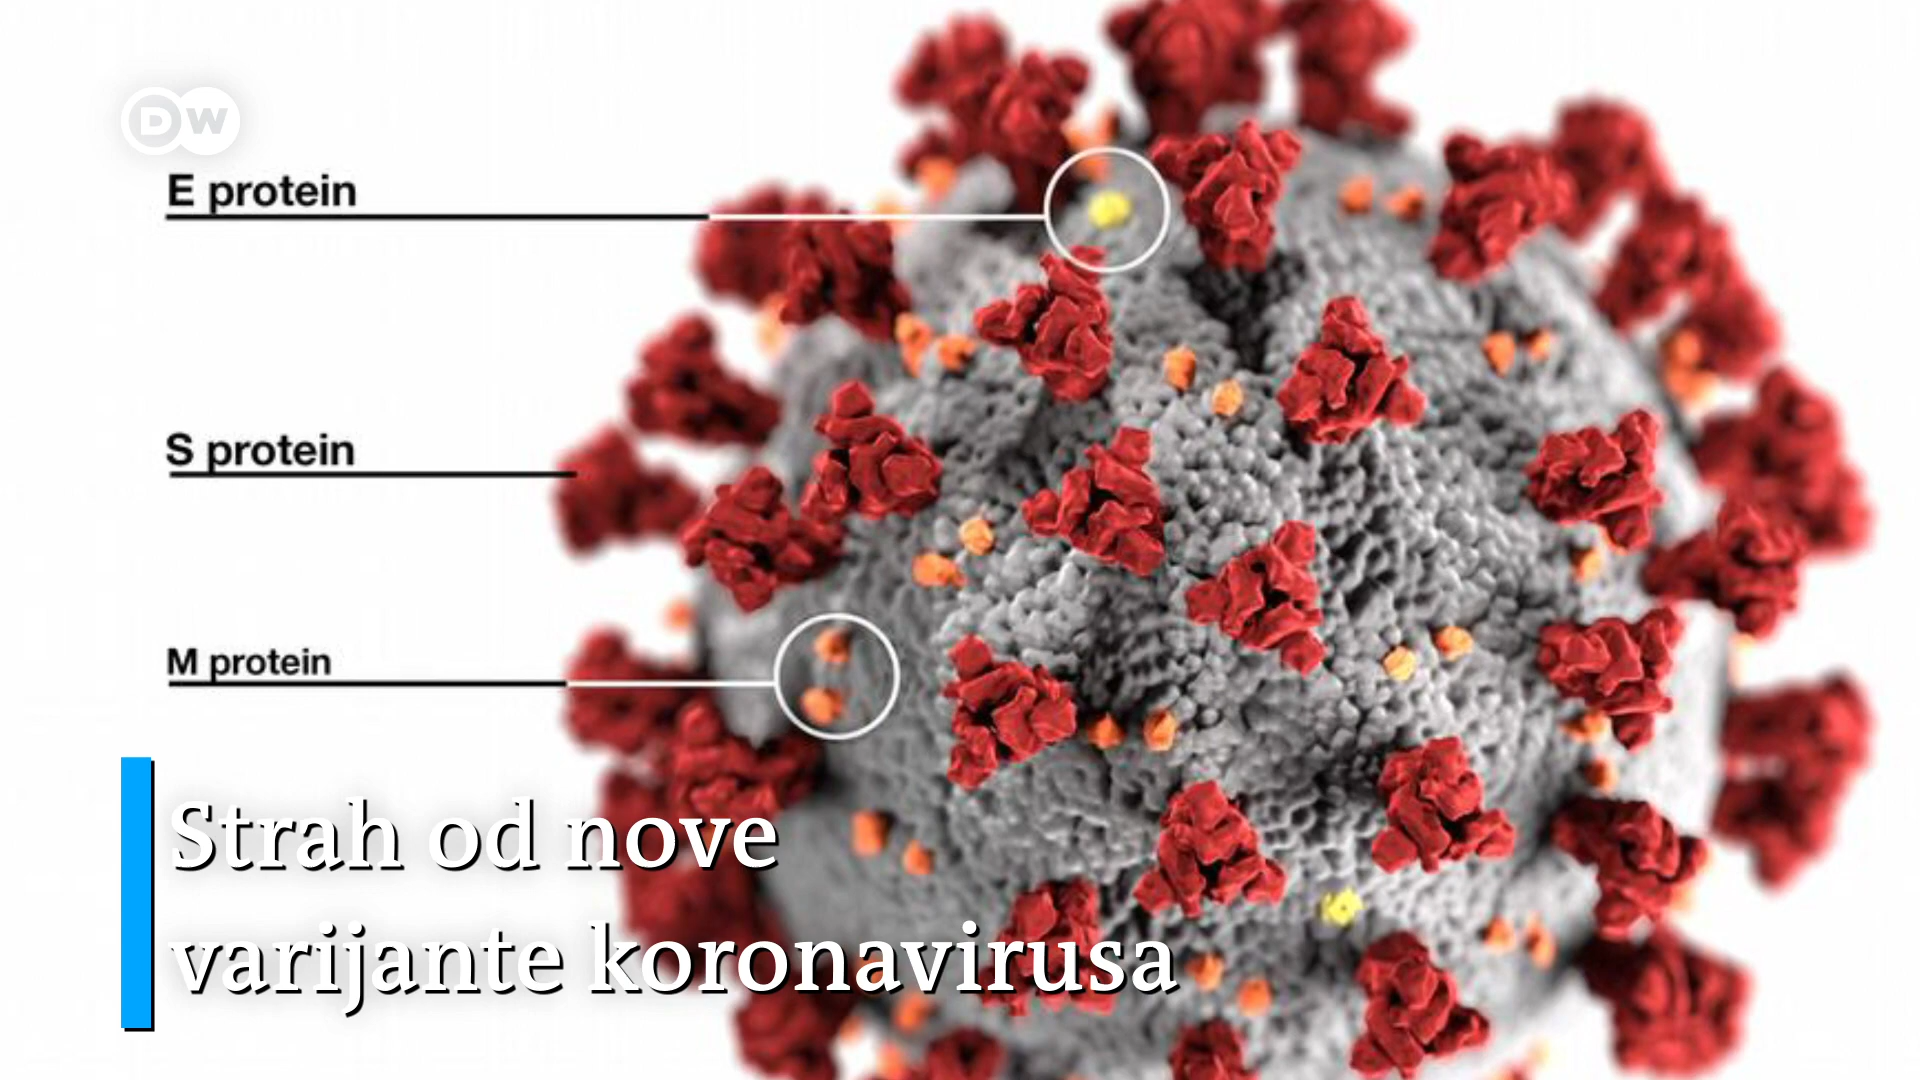 DW
E protein
S protein
M protein
Strah od nove
varijante koronavirusa